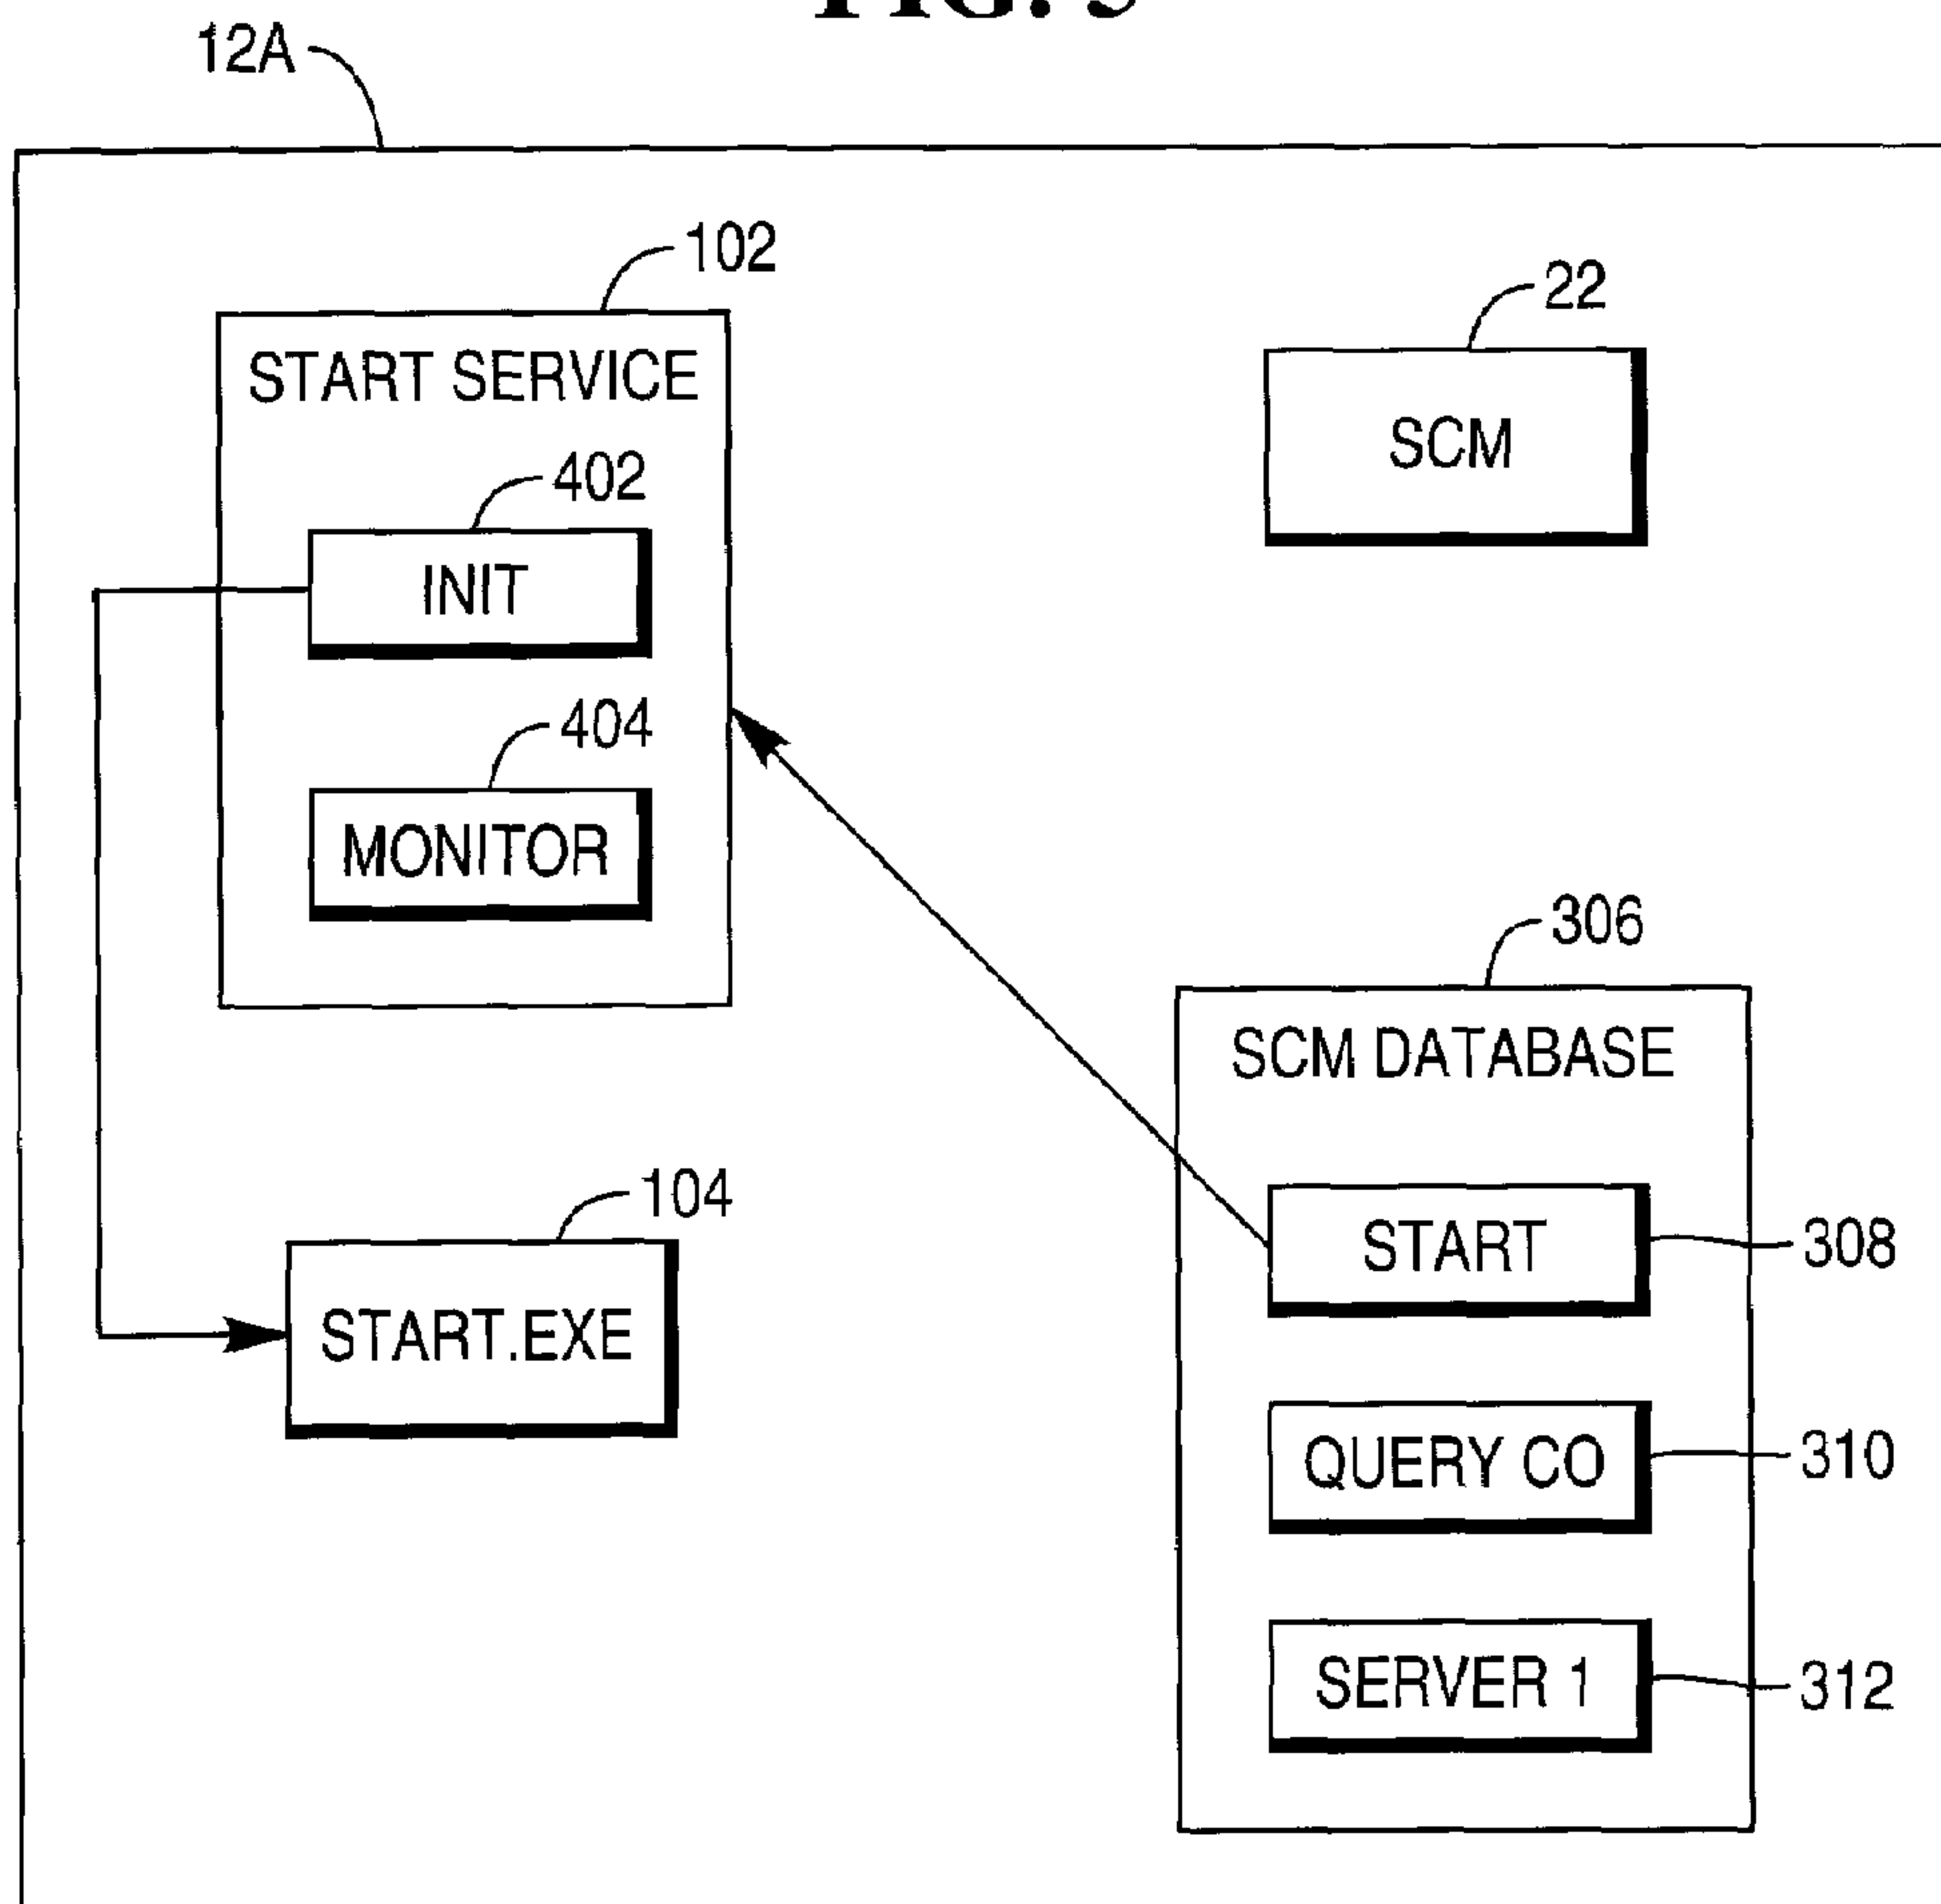 12A
102
START SERVICE
402
INIT
404
MONITOR
22
SCM
306
SCM DATABASE
START
308
QUERY CO
310
SERVER 1
312
104
START.EXE